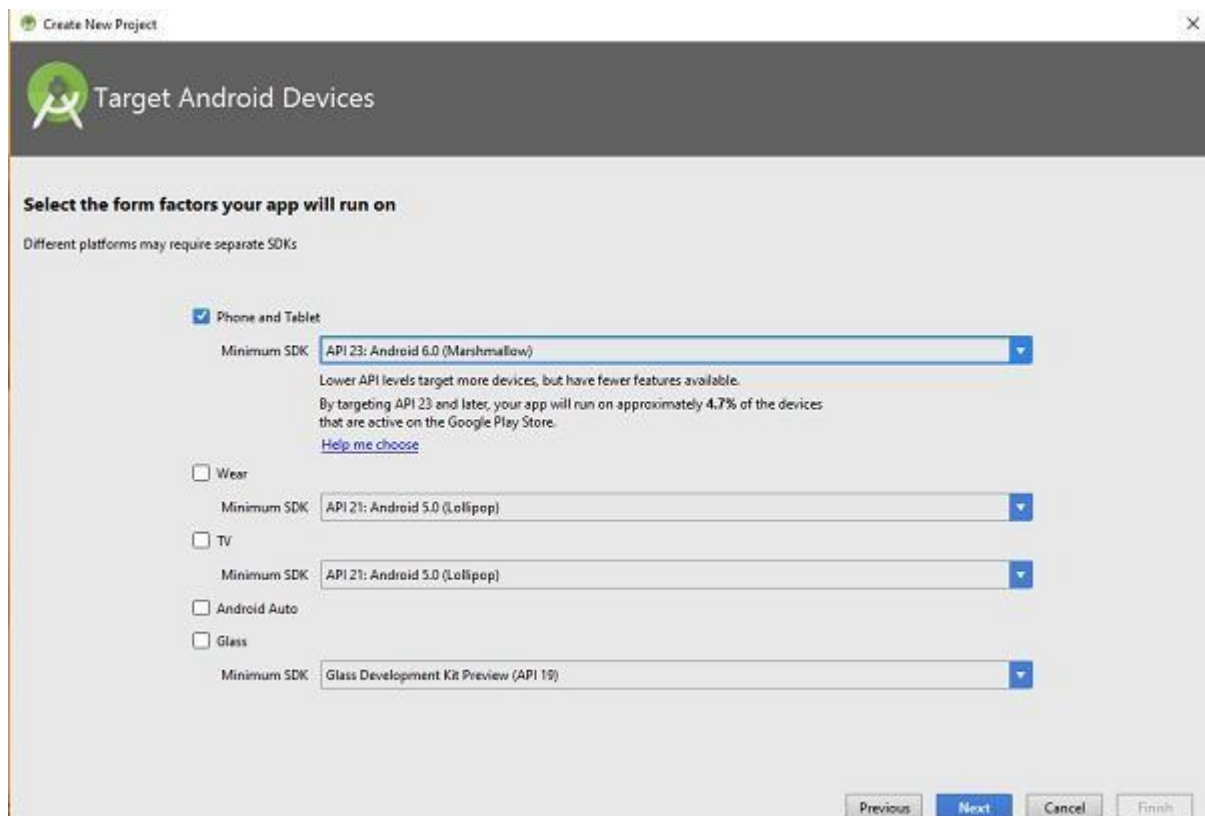 Create New Project
Target Android Devices
Select the form factors your app will run on
Different platforms may require separate SDKs
Phone and Tablet
Minimum SDK API 23: Android 6.0 (Marshmallow)
Lower API levels target more devices, but have fewer features available.
By targeting API 23 and later, your app will run on approximately 4.7% of the devices
that are active on the Google Play Store.
Help me choose
Wear
Minimum SDK API 21: Android 5.0 (Lollipop)
TV
Minimum SDK API 21: Android 5.0 (Lollipop)
Android Auto
Glass
Minimum SDK Glass Development Kit Preview (API 19)
Previous Next Cancel Finish